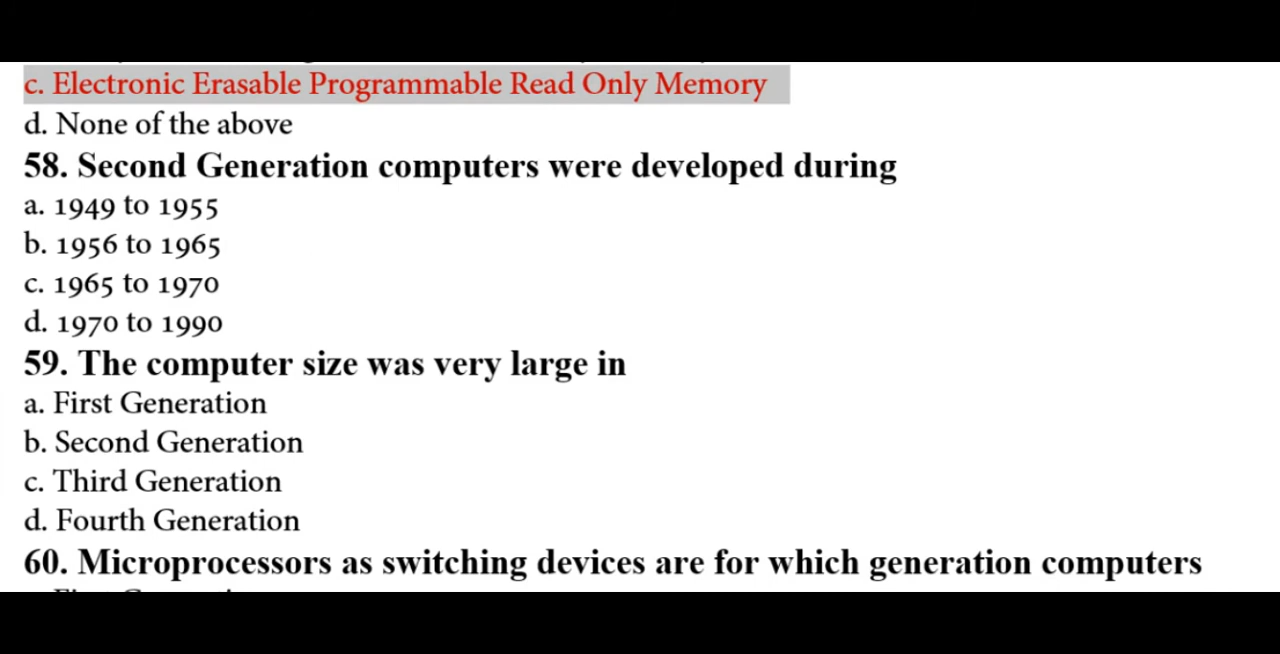 c. Electronic Erasable Programmable Read Only Memory
d. None of the above
58. Second Generation computers were developed during
a. 1949 to 1955
b. 1956 to 1965
c. 1965 to 1970
d. 1970 to 1990
59. The computer size was very large in
a. First Generation
b. Second Generation
c. Third Generation
d. Fourth Generation
60. Microprocessors as switching devices are for which generation computers